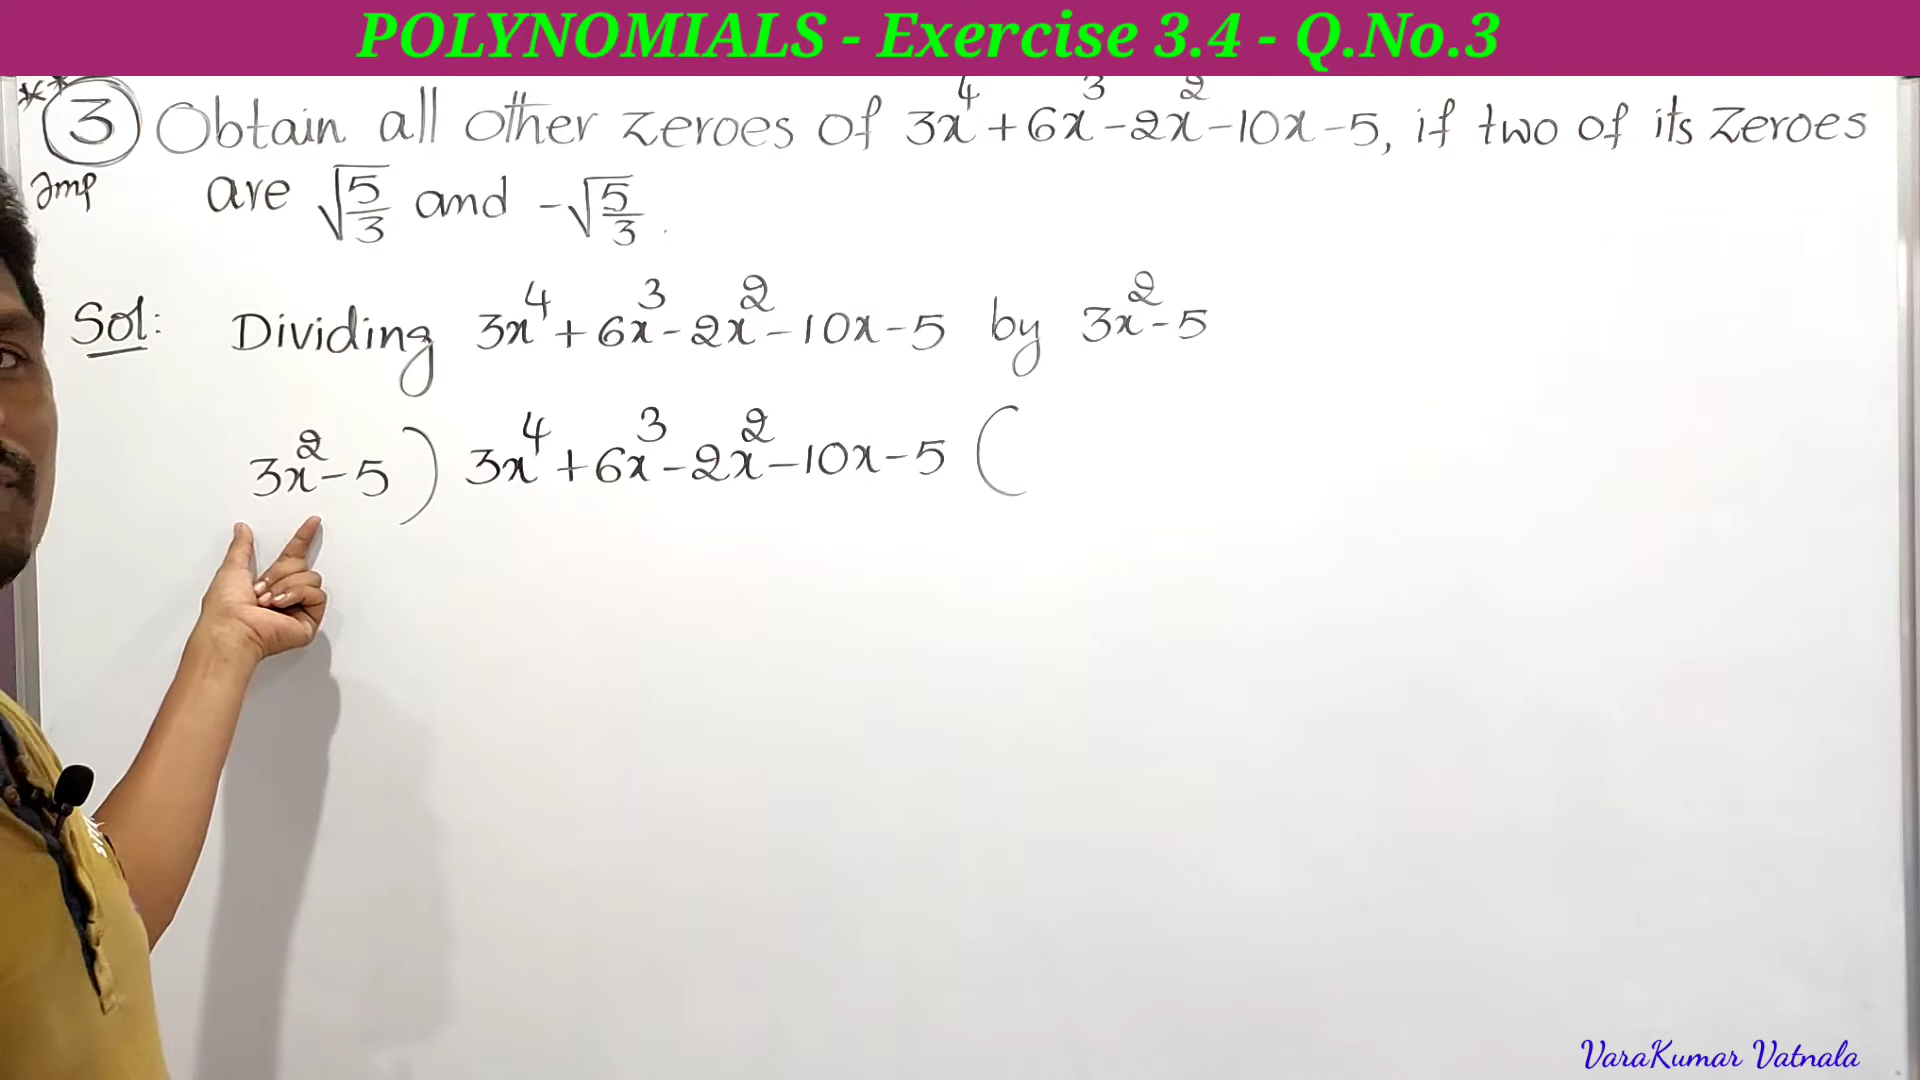 POLYNOMIALS - Exercise 3.4 - Q.No.3
** 3 Obtain all other zeroes of 3x⁴+6x³-2x²-10x-5, if two of its zeroes
Imp are √(5/3) and -√(5/3).
Sol: Dividing 3x⁴+6x³-2x²-10x-5 by 3x²-5
3x²-5 ) 3x⁴+6x³-2x²-10x-5 (
VaraKumar Vatnala